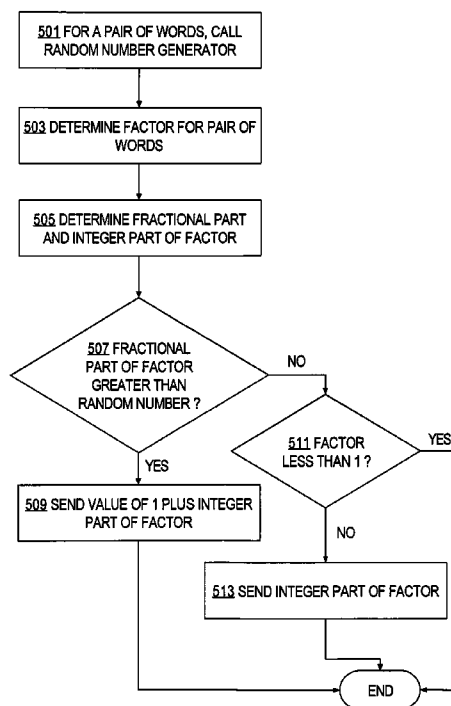 501 FOR A PAIR OF WORDS, CALL
RANDOM NUMBER GENERATOR
503 DETERMINE FACTOR FOR PAIR OF
WORDS
505 DETERMINE FRACTIONAL PART
AND INTEGER PART OF FACTOR
507 FRACTIONAL
PART OF FACTOR
GREATER THAN
RANDOM NUMBER ?
NO
511 FACTOR
LESS THAN 1 ?
YES
YES
509 SEND VALUE OF 1 PLUS INTEGER
PART OF FACTOR
NO
513 SEND INTEGER PART OF FACTOR
END